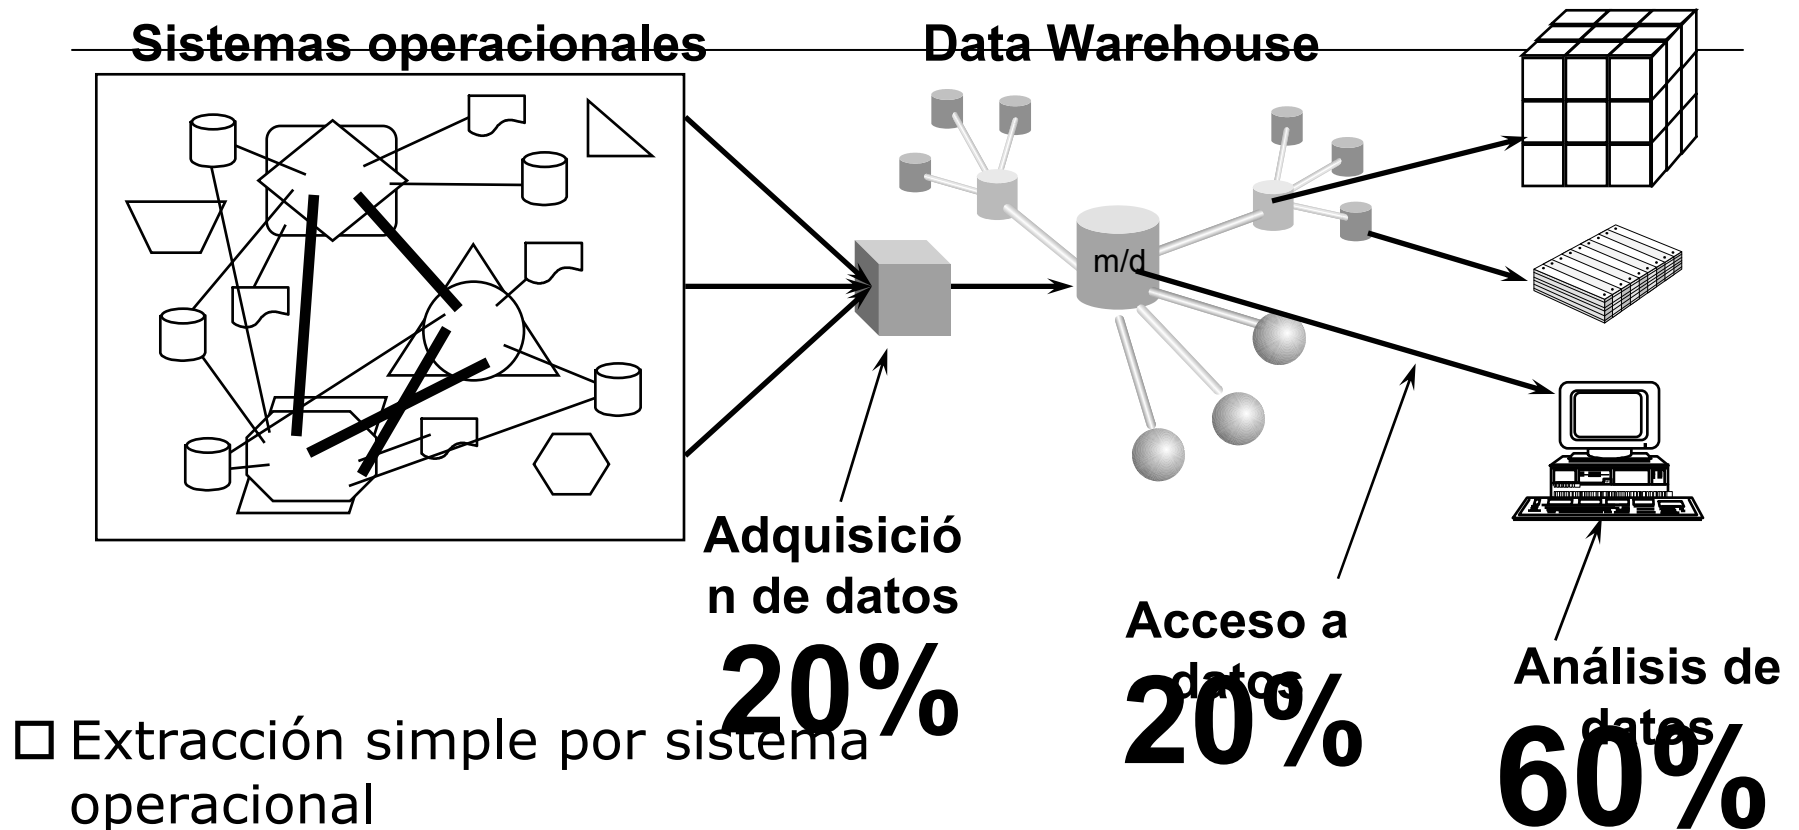 Sistemas operacionales
Data Warehouse
m/d
Adquisició
n de datos
20%
Acceso a
datos
20%
Análisis de
datos
60%
Extracción simple por sistema
operacional